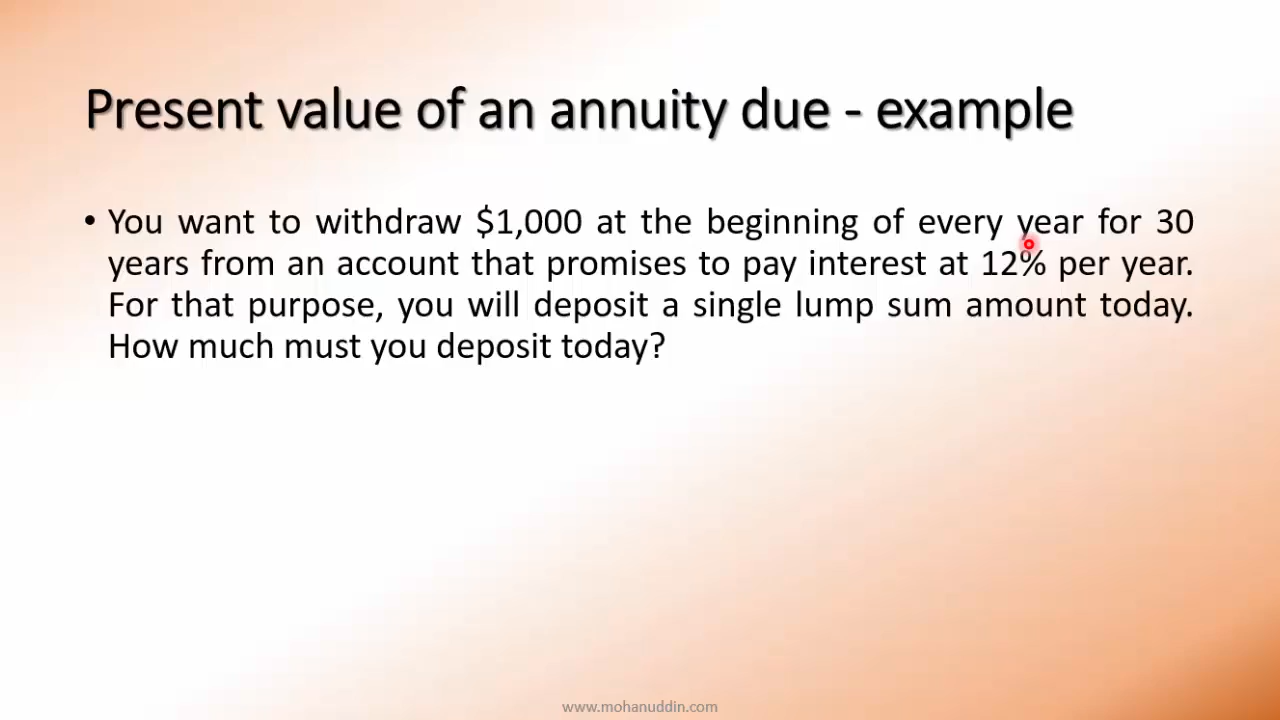 Present value of an annuity due - example
• You want to withdraw $1,000 at the beginning of every year for 30
years from an account that promises to pay interest at 12% per year.
For that purpose, you will deposit a single lump sum amount today.
How much must you deposit today?
www.mohanuddin.com